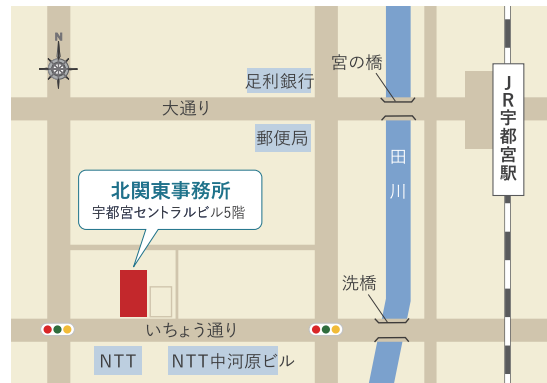 N
宮の橋
足利銀行
大通り
郵便局
JR宇都宮駅
田川
北関東事務所
宇都宮セントラルビル5階
洗橋
いちょう通り
NTT
NTT中河原ビル